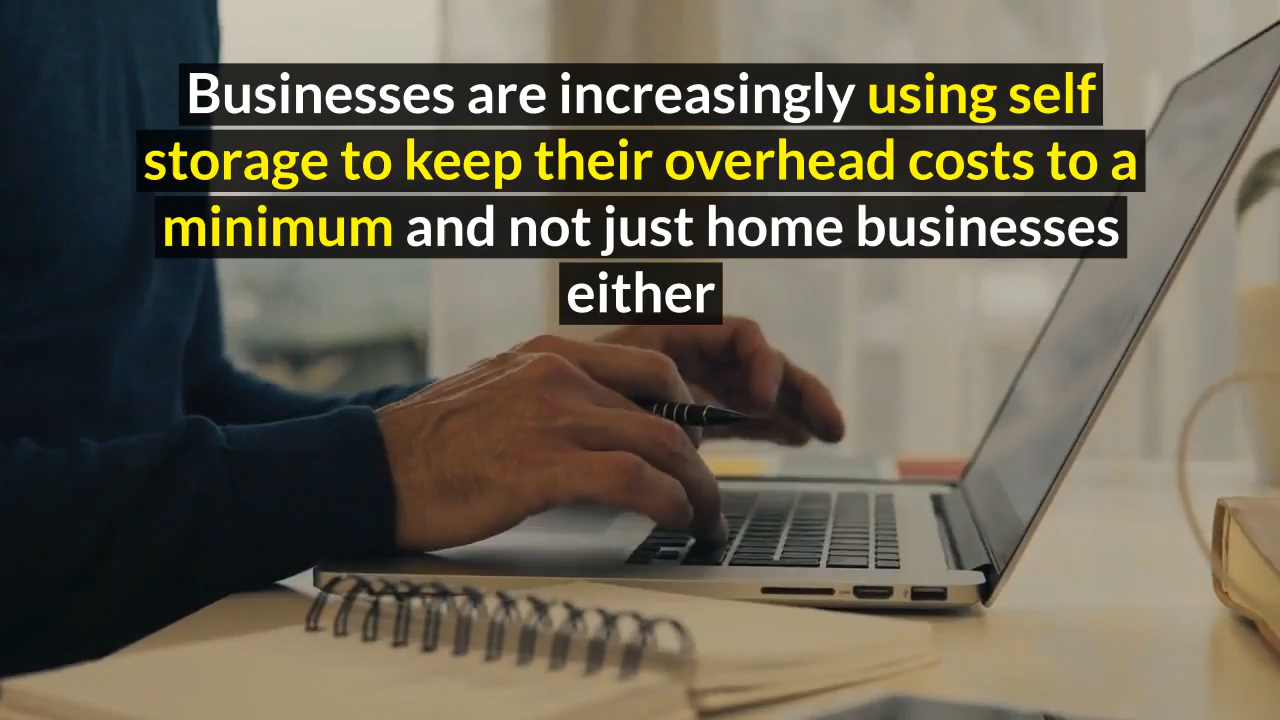 Businesses are increasingly using self
storage to keep their overhead costs to a
minimum and not just home businesses
either